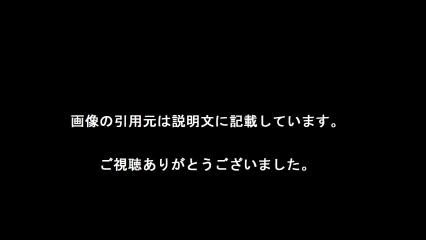 画像の引用元は説明文に記載しています。
ご視聴ありがとうございました。